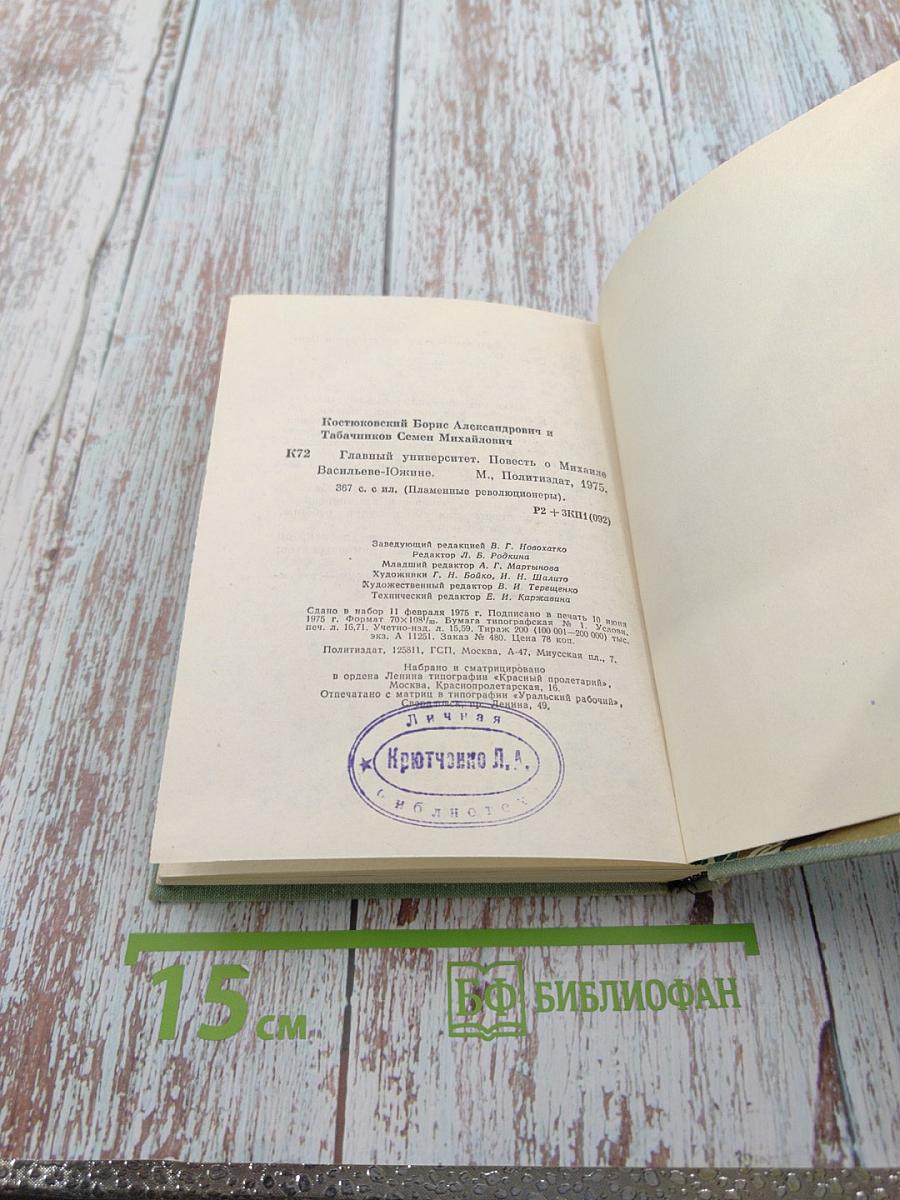 Костюковский Борис Александрович и
Табачников Семен Михайлович
К72 Главный университет. Повесть о Михаиле
Васильеве-Южине. М., Политиздат, 1975.
367 с. с ил. (Пламенные революционеры).
Р2 + 3КП1(092)
Заведующий редакцией В. Г. Новохатко
Редактор Л. Б. Родкина
Младший редактор А. Г. Мартынова
Художники Г. Н. Бойко, И. Н. Шалито
Художественный редактор В. И. Терещенко
Технический редактор Е. И. Каржавина
Сдано в набор 11 февраля 1975 г. Подписано в печать 10 июня
1975 г. Формат 70×108 1/32. Бумага типографская № 1. Условн.
печ. л. 16,71. Учетно-изд. л. 15,59. Тираж 200 (100 001—200 000) тыс.
экз. А 11251. Заказ № 480. Цена 78 коп.
Политиздат, 125811, ГСП, Москва, А-47, Миусская пл., 7.
Набрано и сматрицировано
в ордена Ленина типографии «Красный пролетарий».
Москва, Краснопролетарская, 16.
Отпечатано с матриц в типографии «Уральский рабочий»,
Свердловск, пр. Ленина, 49.
Личная
Крютченко Л. А.
библиотека
15 см
БФ БИБЛИОФАН